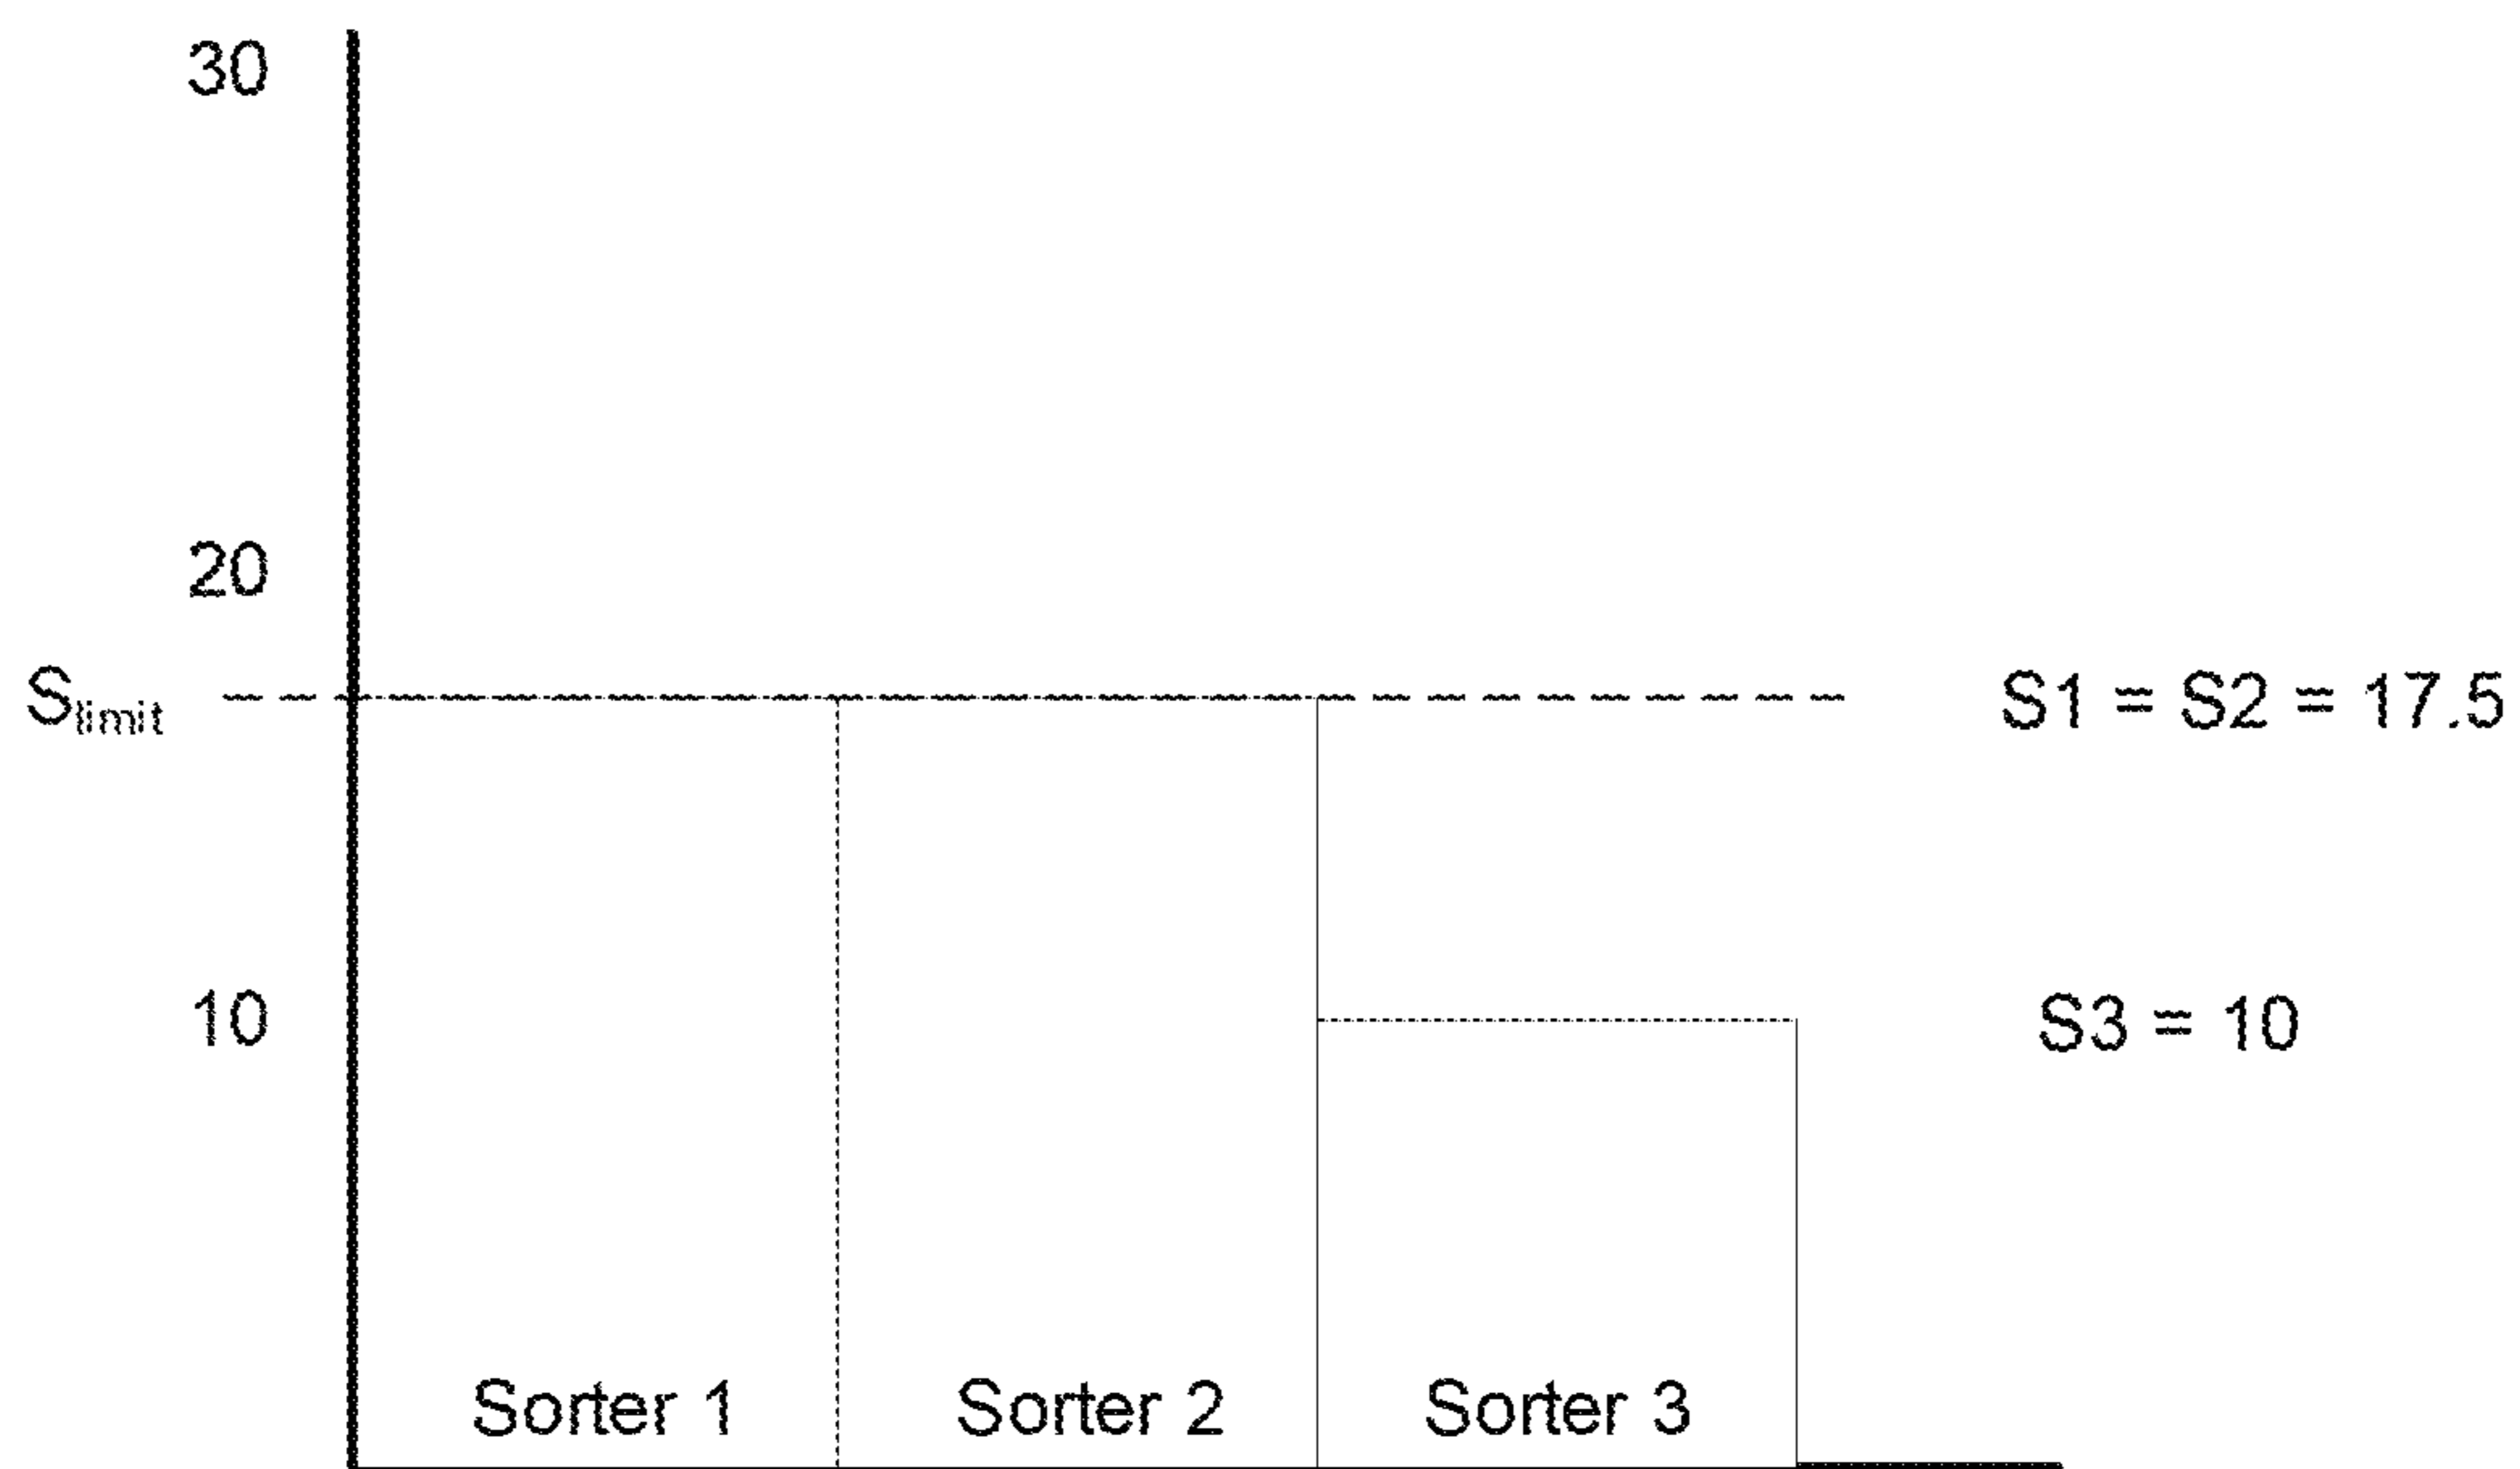 30
20
S_limit
S1 = S2 = 17.5
10
S3 = 10
Sorter 1
Sorter 2
Sorter 3